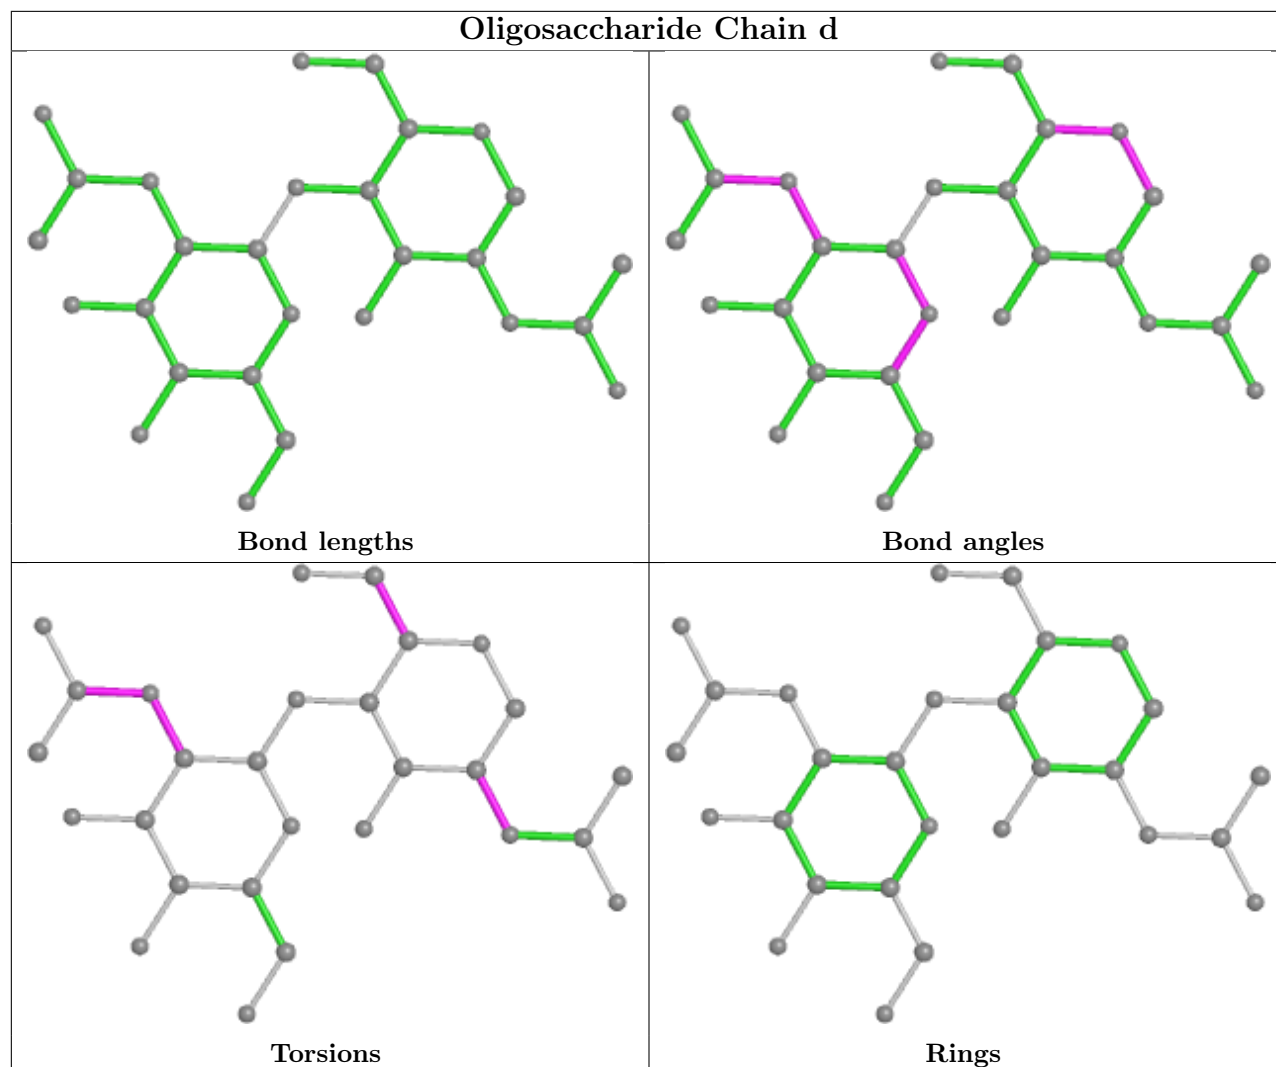 Oligosaccharide Chain d
Bond lengths
Bond angles
Torsions
Rings